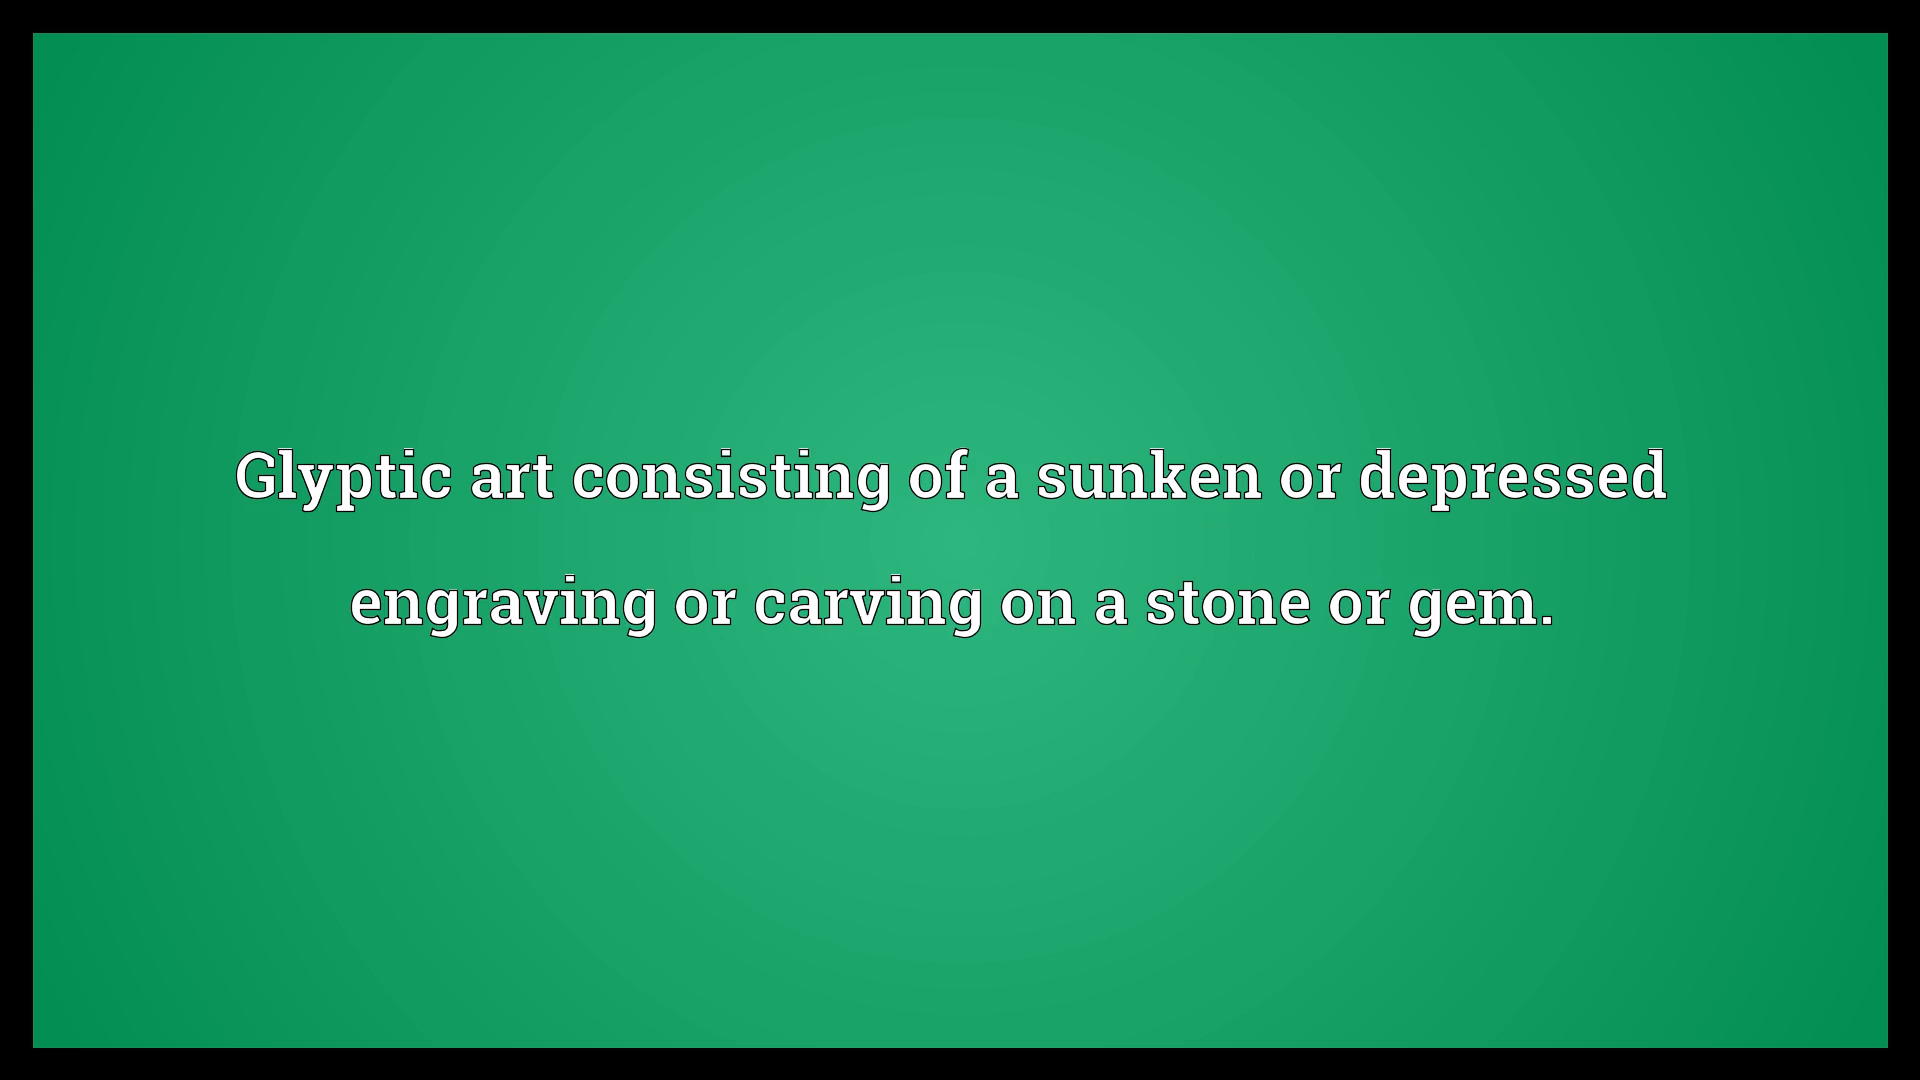 Glyptic art consisting of a sunken or depressed
engraving or carving on a stone or gem.